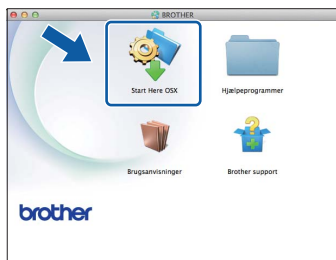 BROTHER
Start Here OSX
Hjælpeprogrammer
Brugsanvisninger
Brother support
brother